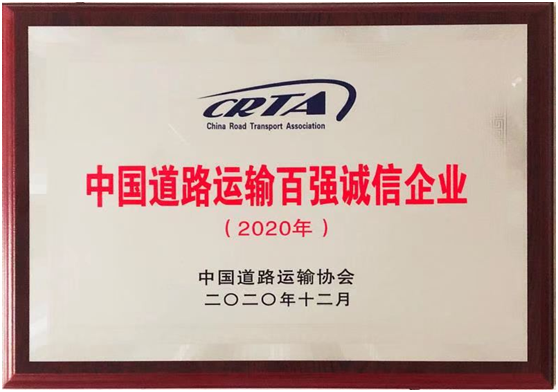 CRTA
China Road Transport Association
中国道路运输百强诚信企业
（2020年）
中国道路运输协会
二〇二〇年十二月